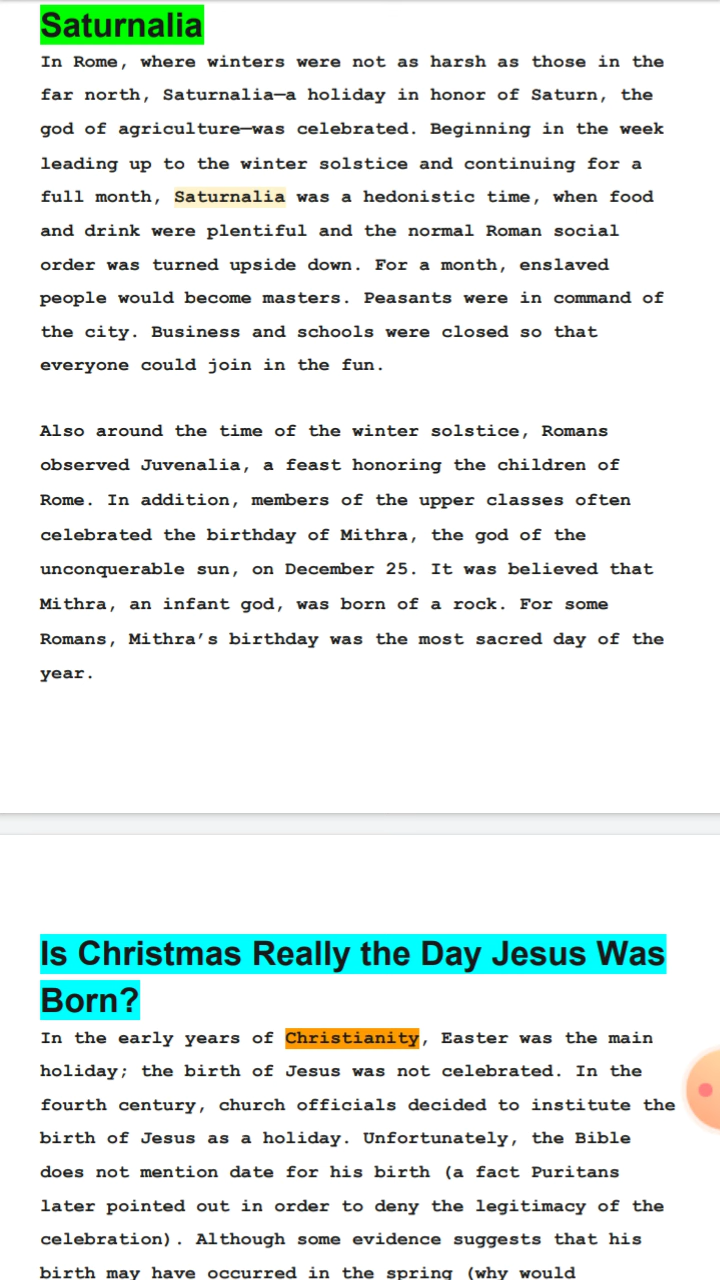 Saturnalia
In Rome, where winters were not as harsh as those in the
far north, Saturnalia—a holiday in honor of Saturn, the
god of agriculture—was celebrated. Beginning in the week
leading up to the winter solstice and continuing for a
full month, Saturnalia was a hedonistic time, when food
and drink were plentiful and the normal Roman social
order was turned upside down. For a month, enslaved
people would become masters. Peasants were in command of
the city. Business and schools were closed so that
everyone could join in the fun.
Also around the time of the winter solstice, Romans
observed Juvenalia, a feast honoring the children of
Rome. In addition, members of the upper classes often
celebrated the birthday of Mithra, the god of the
unconquerable sun, on December 25. It was believed that
Mithra, an infant god, was born of a rock. For some
Romans, Mithra’s birthday was the most sacred day of the
year.
Is Christmas Really the Day Jesus Was
Born?
In the early years of Christianity, Easter was the main
holiday; the birth of Jesus was not celebrated. In the
fourth century, church officials decided to institute the
birth of Jesus as a holiday. Unfortunately, the Bible
does not mention date for his birth (a fact Puritans
later pointed out in order to deny the legitimacy of the
celebration). Although some evidence suggests that his
birth may have occurred in the spring (why would